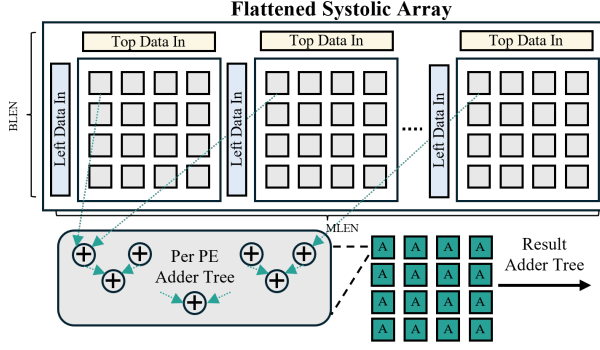 Flattened Systolic Array
Top Data In
Top Data In
Top Data In
BLEN
Left Data In
Left Data In
Left Data In
MLEN
+ + + +
Per PE
Adder Tree
+ + +
A A A A
A A A A
A A A A
A A A A
Result
Adder Tree